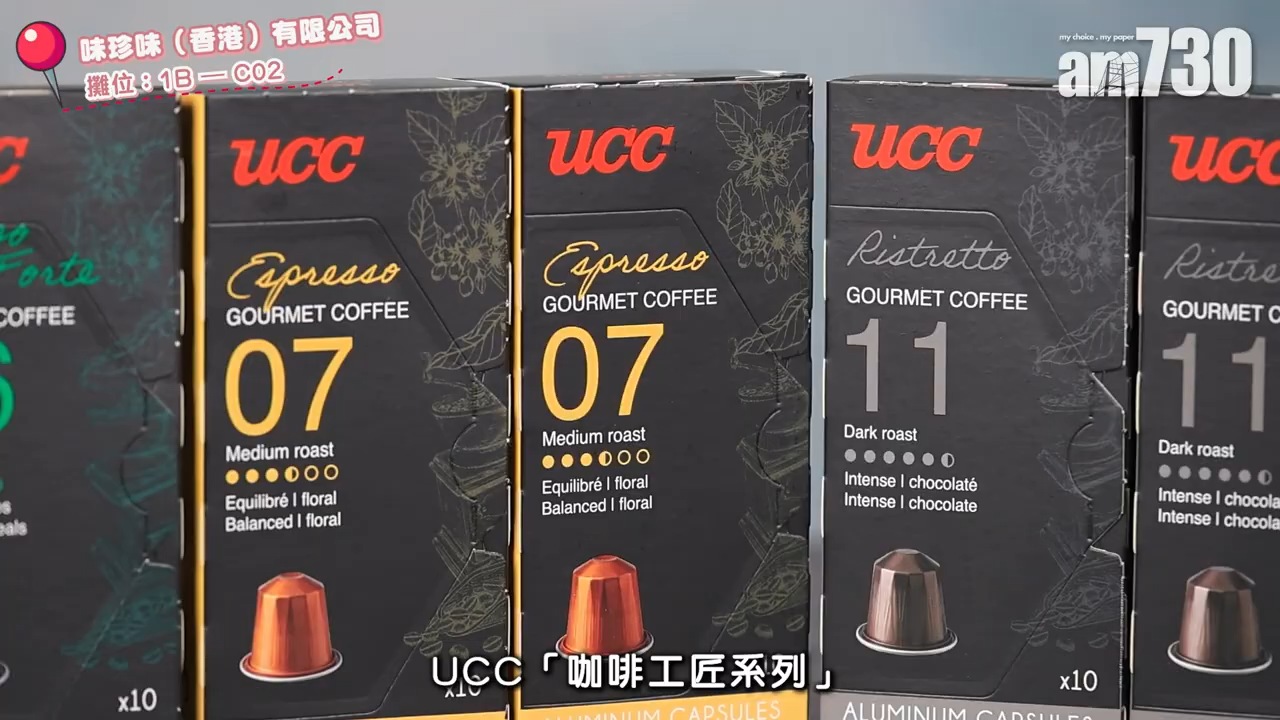 味珍味（香港）有限公司
攤位：1B — C02
my choice . my paper
am730
Forte
COFFEE
x10
UCC
Espresso
GOURMET COFFEE
07
Medium roast
Equilibré | floral
Balanced | floral
x10
UCC
Espresso
GOURMET COFFEE
07
Medium roast
Equilibré | floral
Balanced | floral
ALUMINUM CAPSULES
UCC
Ristretto
GOURMET COFFEE
11
Dark roast
Intense | chocolaté
Intense | chocolate
x10
ALUMINUM CAPSULES
UCC
GOURMET
11
Dark roast
Intense |
Intense |
UCC「咖啡工匠系列」